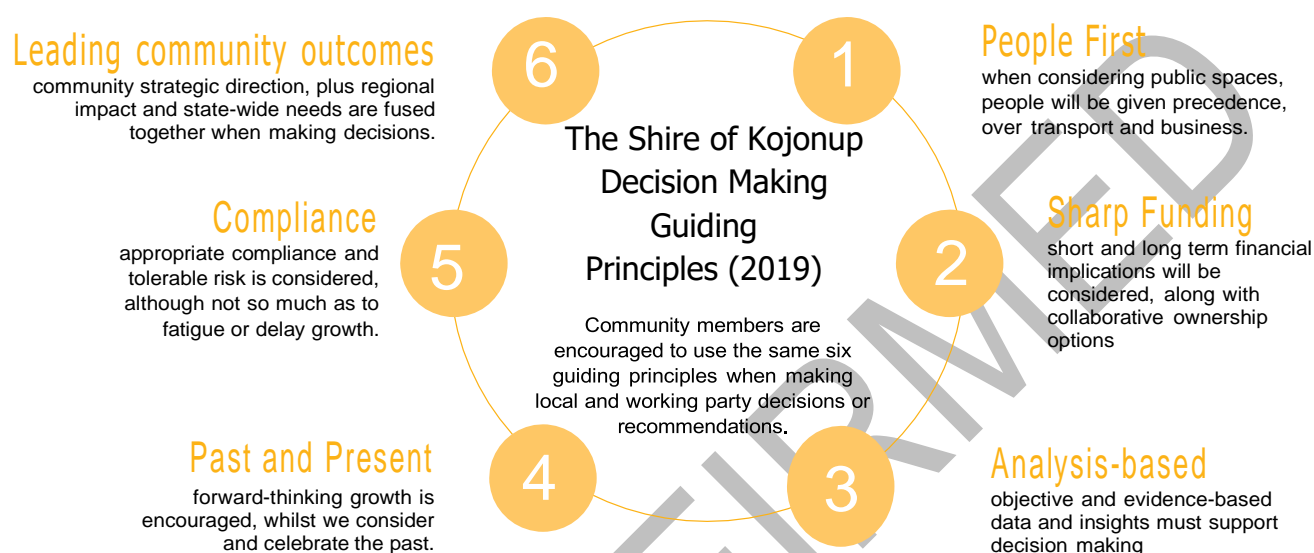 The Shire of Kojonup
Decision Making
Guiding
Principles (2019)
Community members are
encouraged to use the same six
guiding principles when making
local and working party decisions or
recommendations.
1
People First
when considering public spaces,
people will be given precedence,
over transport and business.
2
Sharp Funding
short and long term financial
implications will be
considered, along with
collaborative ownership
options
3
Analysis-based
objective and evidence-based
data and insights must support
decision making
4
Past and Present
forward-thinking growth is
encouraged, whilst we consider
and celebrate the past.
5
Compliance
appropriate compliance and
tolerable risk is considered,
although not so much as to
fatigue or delay growth.
6
Leading community outcomes
community strategic direction, plus regional
impact and state-wide needs are fused
together when making decisions.